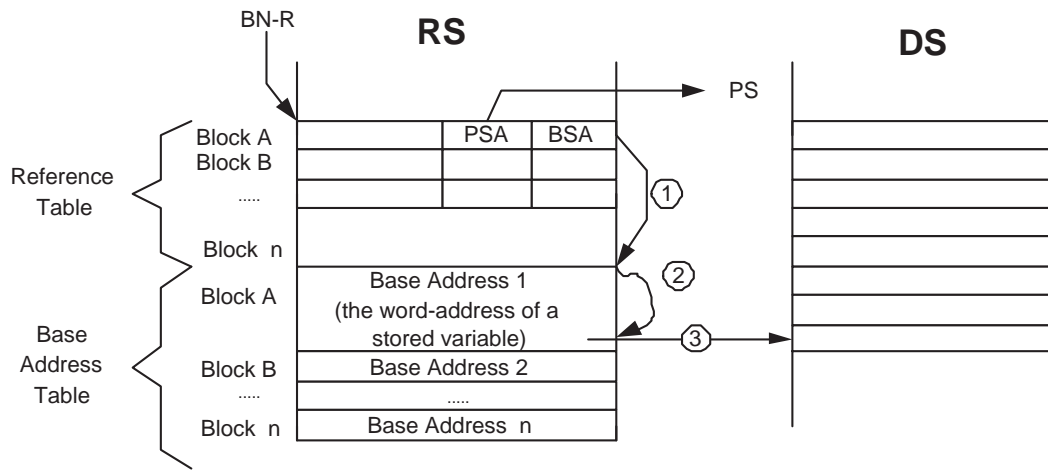 BN-R
RS
DS
PS
Block A
PSA
BSA
Block B
Reference
Table
.....
1
Block n
Base Address 1
2
Block A
(the word-address of a
stored variable)
3
Base
Address
Table
Block B
Base Address 2
.....
.....
Block n
Base Address n